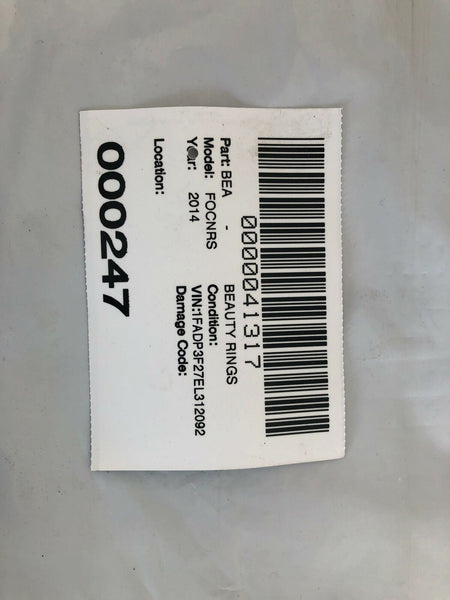 0000041317
Part: BEA - BEAUTY RINGS
Model: FOCNRS Condition:
Year: 2014 VIN:1FADP3F27EL312092
Damage Code:
Location:
000247